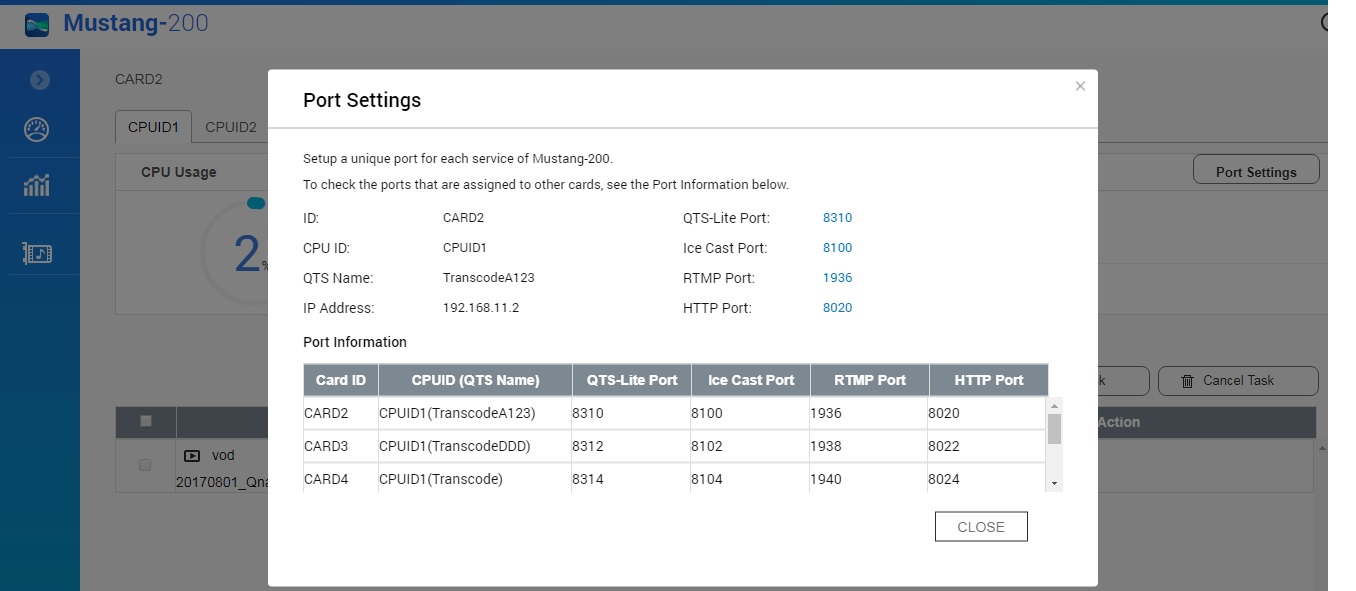 Mustang-200
CARD2
CPUID1 CPUID2
CPU Usage
Port Settings
2%
Cancel Task
Action
vod
20170801_Qna
Port Settings
×
Setup a unique port for each service of Mustang-200.
To check the ports that are assigned to other cards, see the Port Information below.
ID: CARD2 QTS-Lite Port: 8310
CPU ID: CPUID1 Ice Cast Port: 8100
QTS Name: TranscodeA123 RTMP Port: 1936
IP Address: 192.168.11.2 HTTP Port: 8020
Port Information
Card ID CPUID (QTS Name) QTS-Lite Port Ice Cast Port RTMP Port HTTP Port
CARD2 CPUID1(TranscodeA123) 8310 8100 1936 8020
CARD3 CPUID1(TranscodeDDD) 8312 8102 1938 8022
CARD4 CPUID1(Transcode) 8314 8104 1940 8024
CLOSE